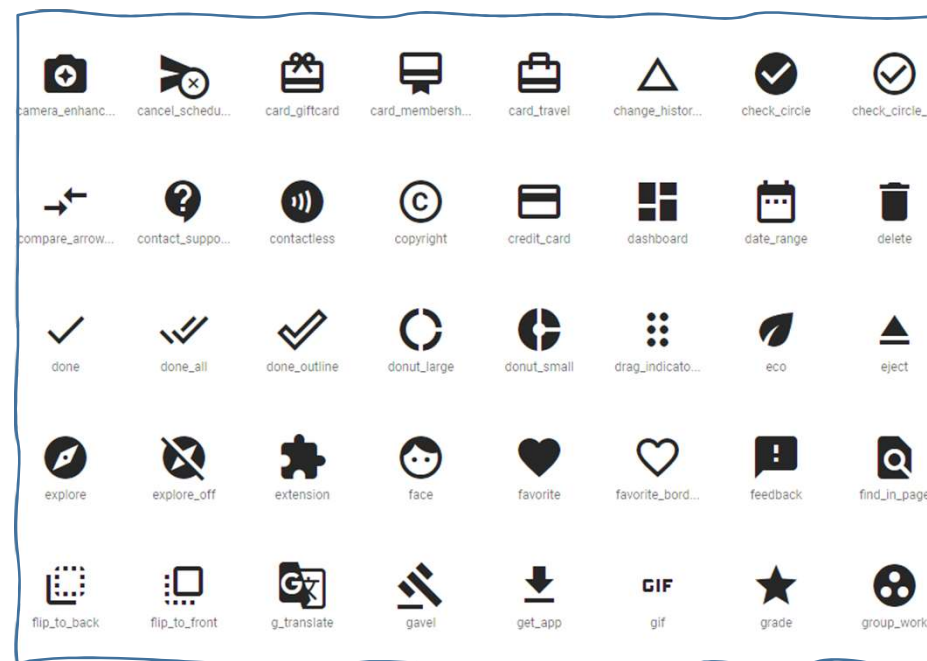 camera_enhanc... cancel_schedu... card_giftcard card_membersh... card_travel change_histor... check_circle check_circle_
compare_arrow... contact_suppo... contactless copyright credit_card dashboard date_range delete
done done_all done_outline donut_large donut_small drag_indicato... eco eject
explore explore_off extension face favorite favorite_bord... feedback find_in_page
GIF
flip_to_back flip_to_front g_translate gavel get_app gif grade group_work